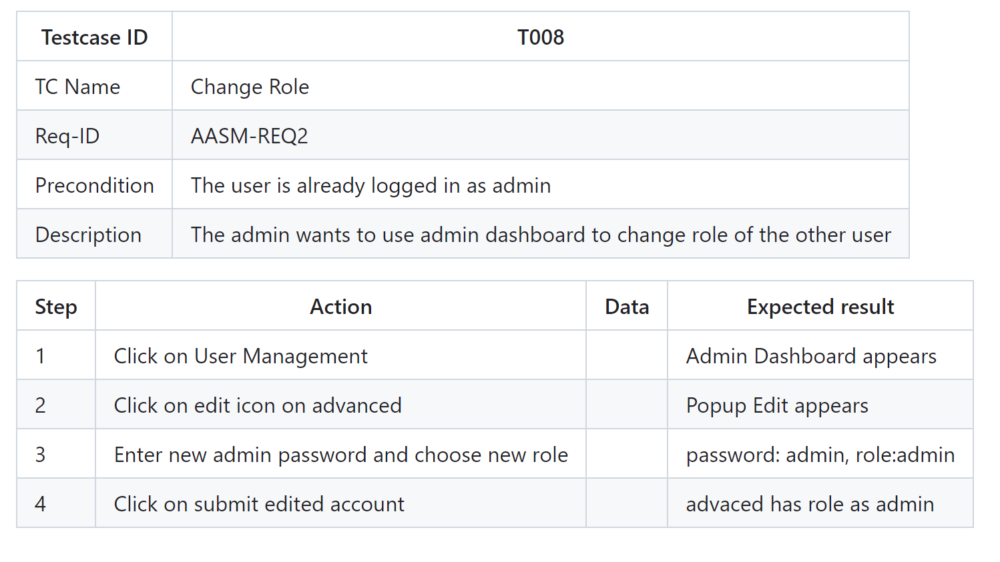 Testcase ID T008
TC Name Change Role
Req-ID AASM-REQ2
Precondition The user is already logged in as admin
Description The admin wants to use admin dashboard to change role of the other user
Step Action Data Expected result
1 Click on User Management Admin Dashboard appears
2 Click on edit icon on advanced Popup Edit appears
3 Enter new admin password and choose new role password: admin, role:admin
4 Click on submit edited account advaced has role as admin